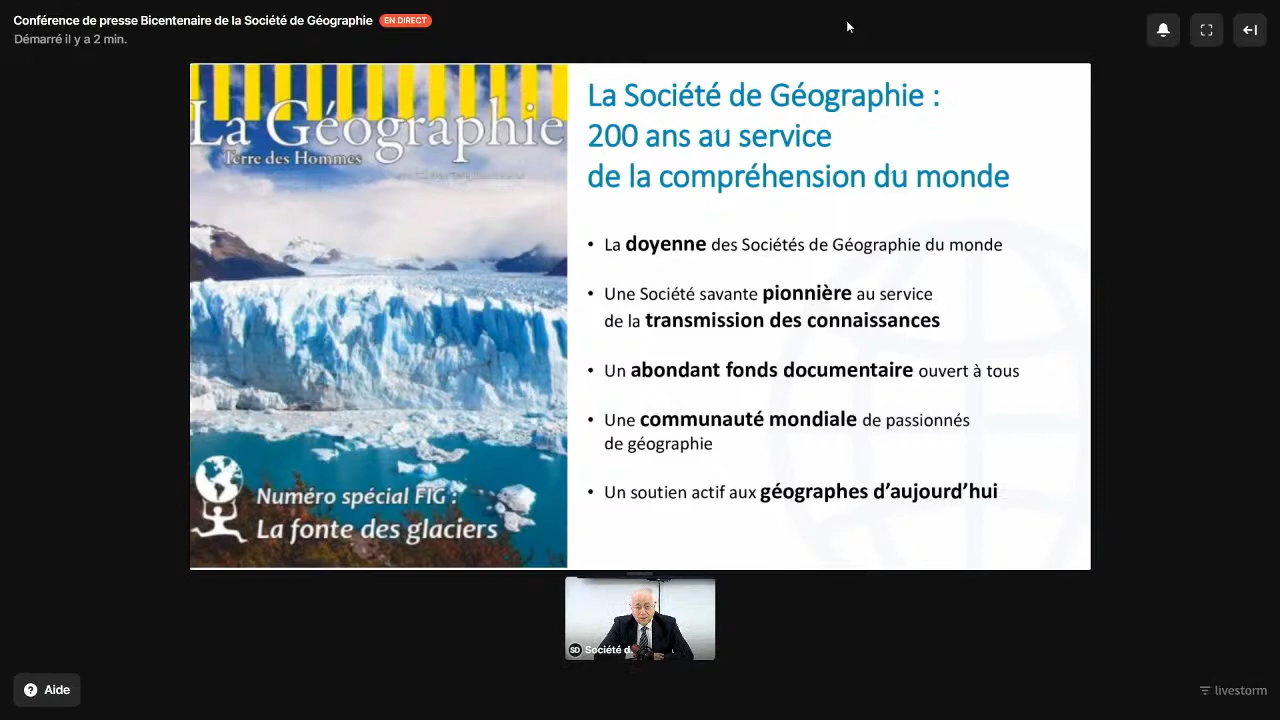 Conférence de presse Bicentenaire de la Société de Géographie EN DIRECT
Démarré il y a 2 min.
La Géographie
Terre des Hommes
Numéro spécial FIG :
La fonte des glaciers
La Société de Géographie :
200 ans au service
de la compréhension du monde
• La doyenne des Sociétés de Géographie du monde
• Une Société savante pionnière au service
de la transmission des connaissances
• Un abondant fonds documentaire ouvert à tous
• Une communauté mondiale de passionnés
de géographie
• Un soutien actif aux géographes d’aujourd’hui
SD Société d
Aide
livestorm